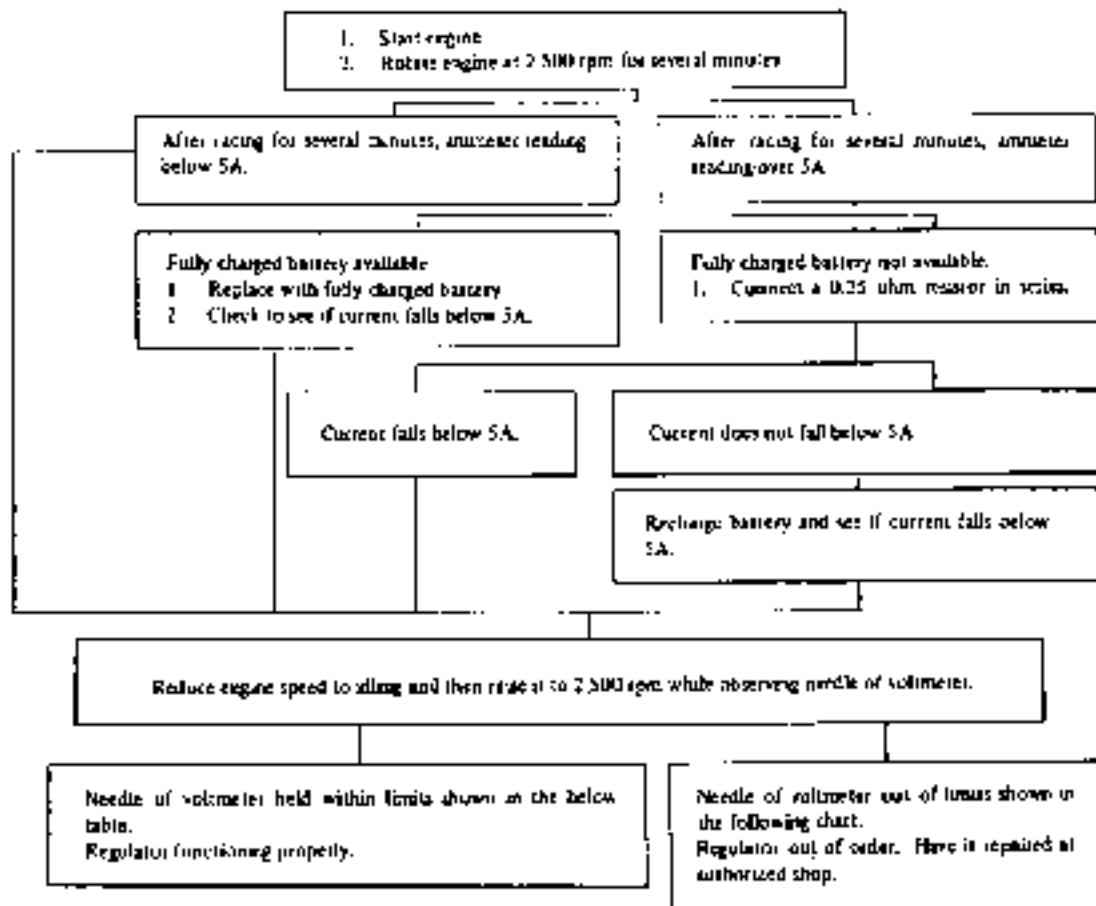 1. Start engine
2. Rotate engine at 2,500 rpm for several minutes
After racing for several minutes, ammeter reading
below 5A.
After racing for several minutes, ammeter
reading over 5A
Fully charged battery available
1 Replace with fully charged battery
2 Check to see if current falls below 5A.
Fully charged battery not available.
1. Connect a 0.25 ohm resistor in series.
Current falls below 5A.
Current does not fall below 5A
Recharge battery and see if current falls below
5A.
Reduce engine speed to idling and then raise it to 2,500 rpm while observing needle of voltmeter.
Needle of voltmeter held within limits shown in the below
table.
Regulator functioning properly.
Needle of voltmeter out of limits shown in
the following chart.
Regulator out of order. Have it repaired at
authorized shop.